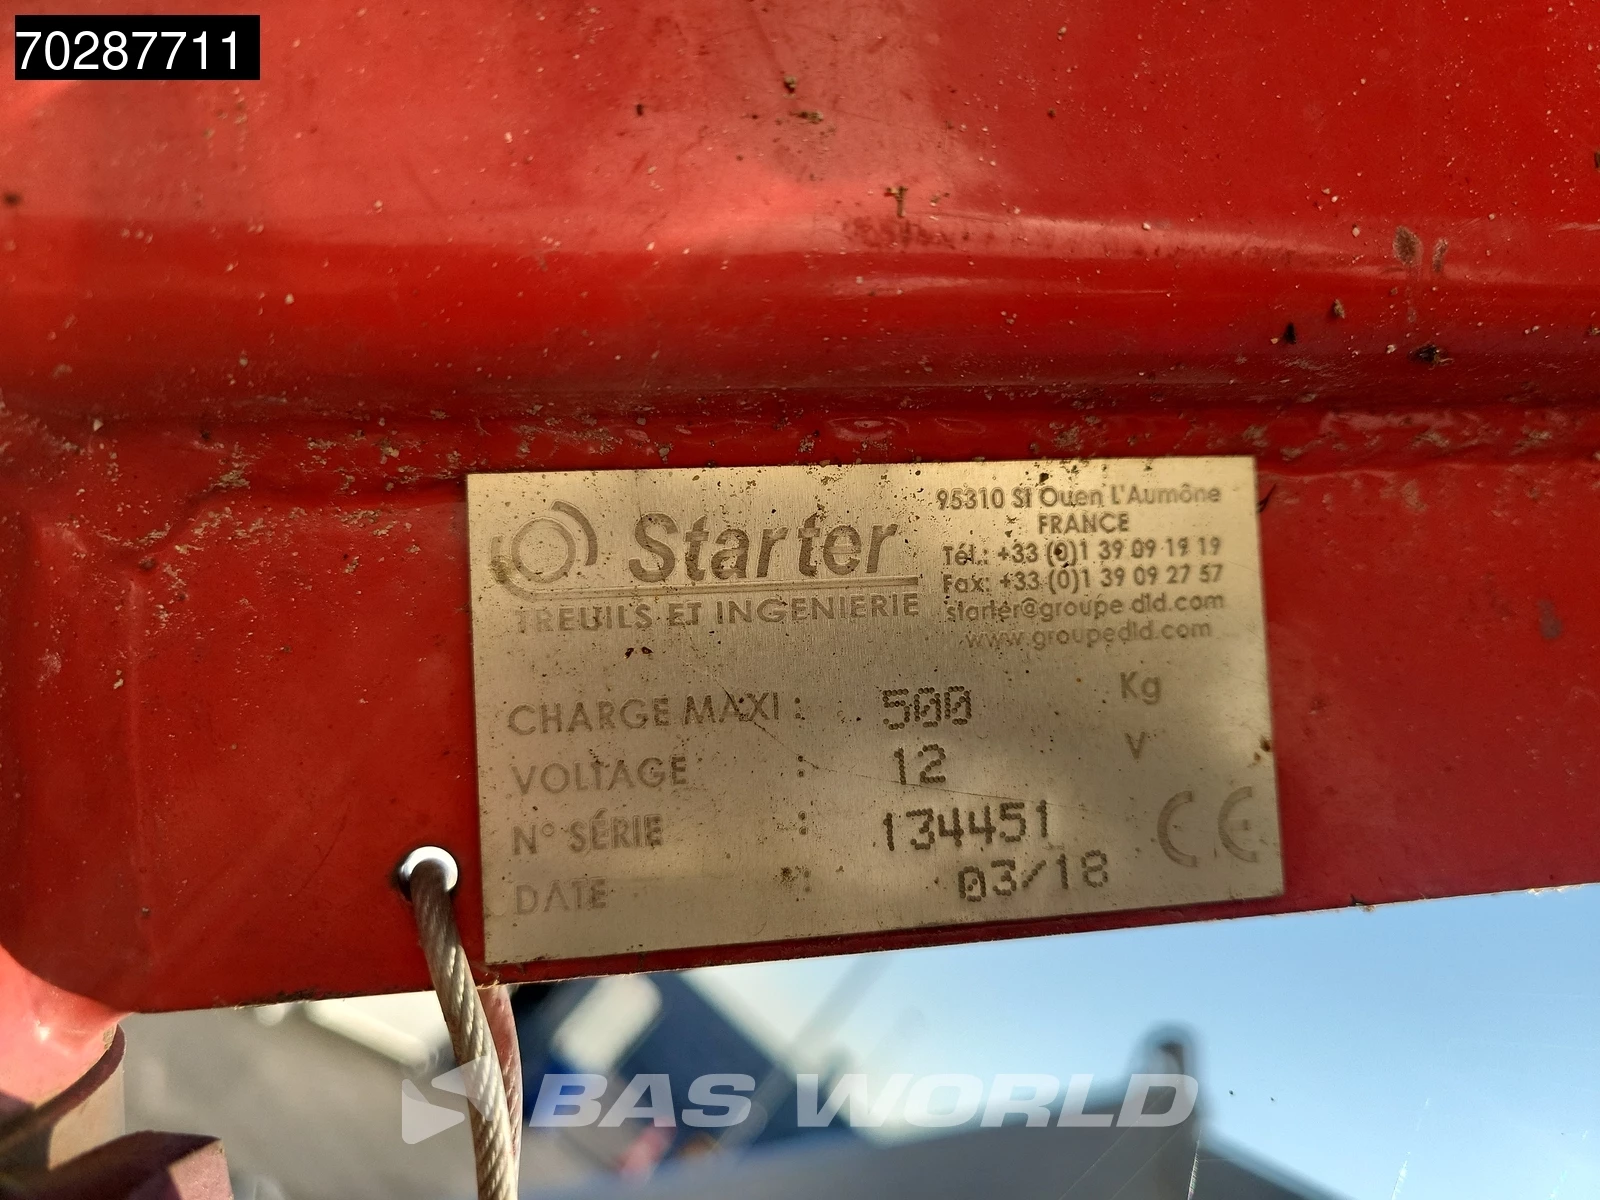 70287711
Starter
TREUILS ET INGENIERIE
95310 St Ouen L'Aumône
FRANCE
Tél.: +33 (0)1 39 09 19 19
Fax: +33 (0)1 39 09 27 57
starter@groupe dld.com
www.groupedld.com
CHARGE MAXI : 500 Kg
VOLTAGE : 12 V
N° SÉRIE : 134451
DATE : 03/18
CE
BAS WORLD